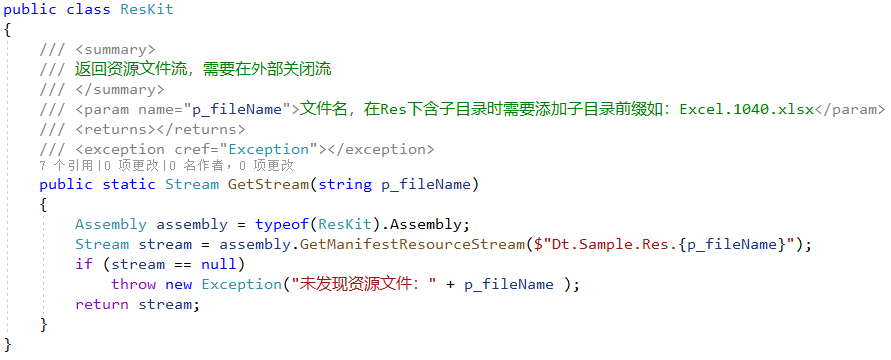 public class ResKit
{
/// <summary>
/// 返回资源文件流，需要在外部关闭流
/// </summary>
/// <param name="p_fileName">文件名，在Res下含子目录时需要添加子目录前缀如：Excel.1040.xlsx</param>
/// <returns></returns>
/// <exception cref="Exception"></exception>
7 个引用|0 项更改|0 名作者，0 项更改
public static Stream GetStream(string p_fileName)
{
Assembly assembly = typeof(ResKit).Assembly;
Stream stream = assembly.GetManifestResourceStream($"Dt.Sample.Res.{p_fileName}");
if (stream == null)
throw new Exception("未发现资源文件：" + p_fileName );
return stream;
}
}